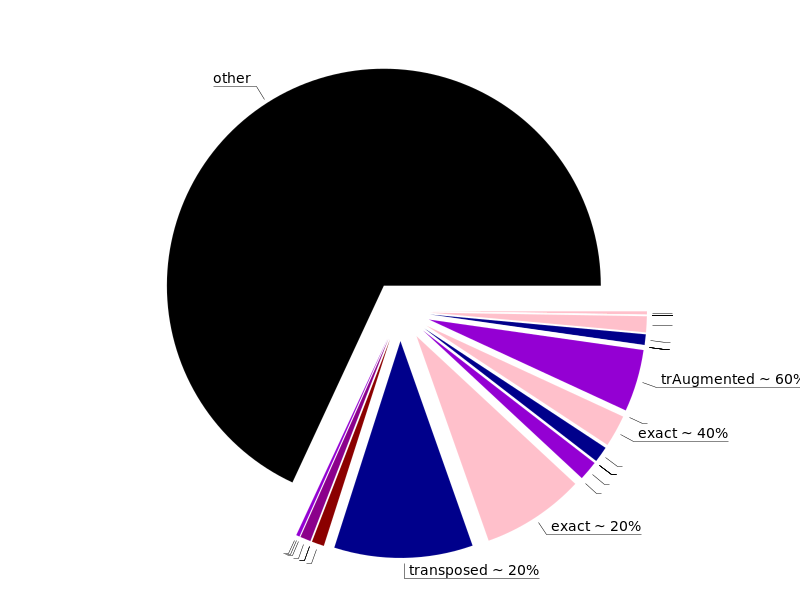 other
trAugmented ~ 60%
exact ~ 40%
exact ~ 20%
transposed ~ 20%